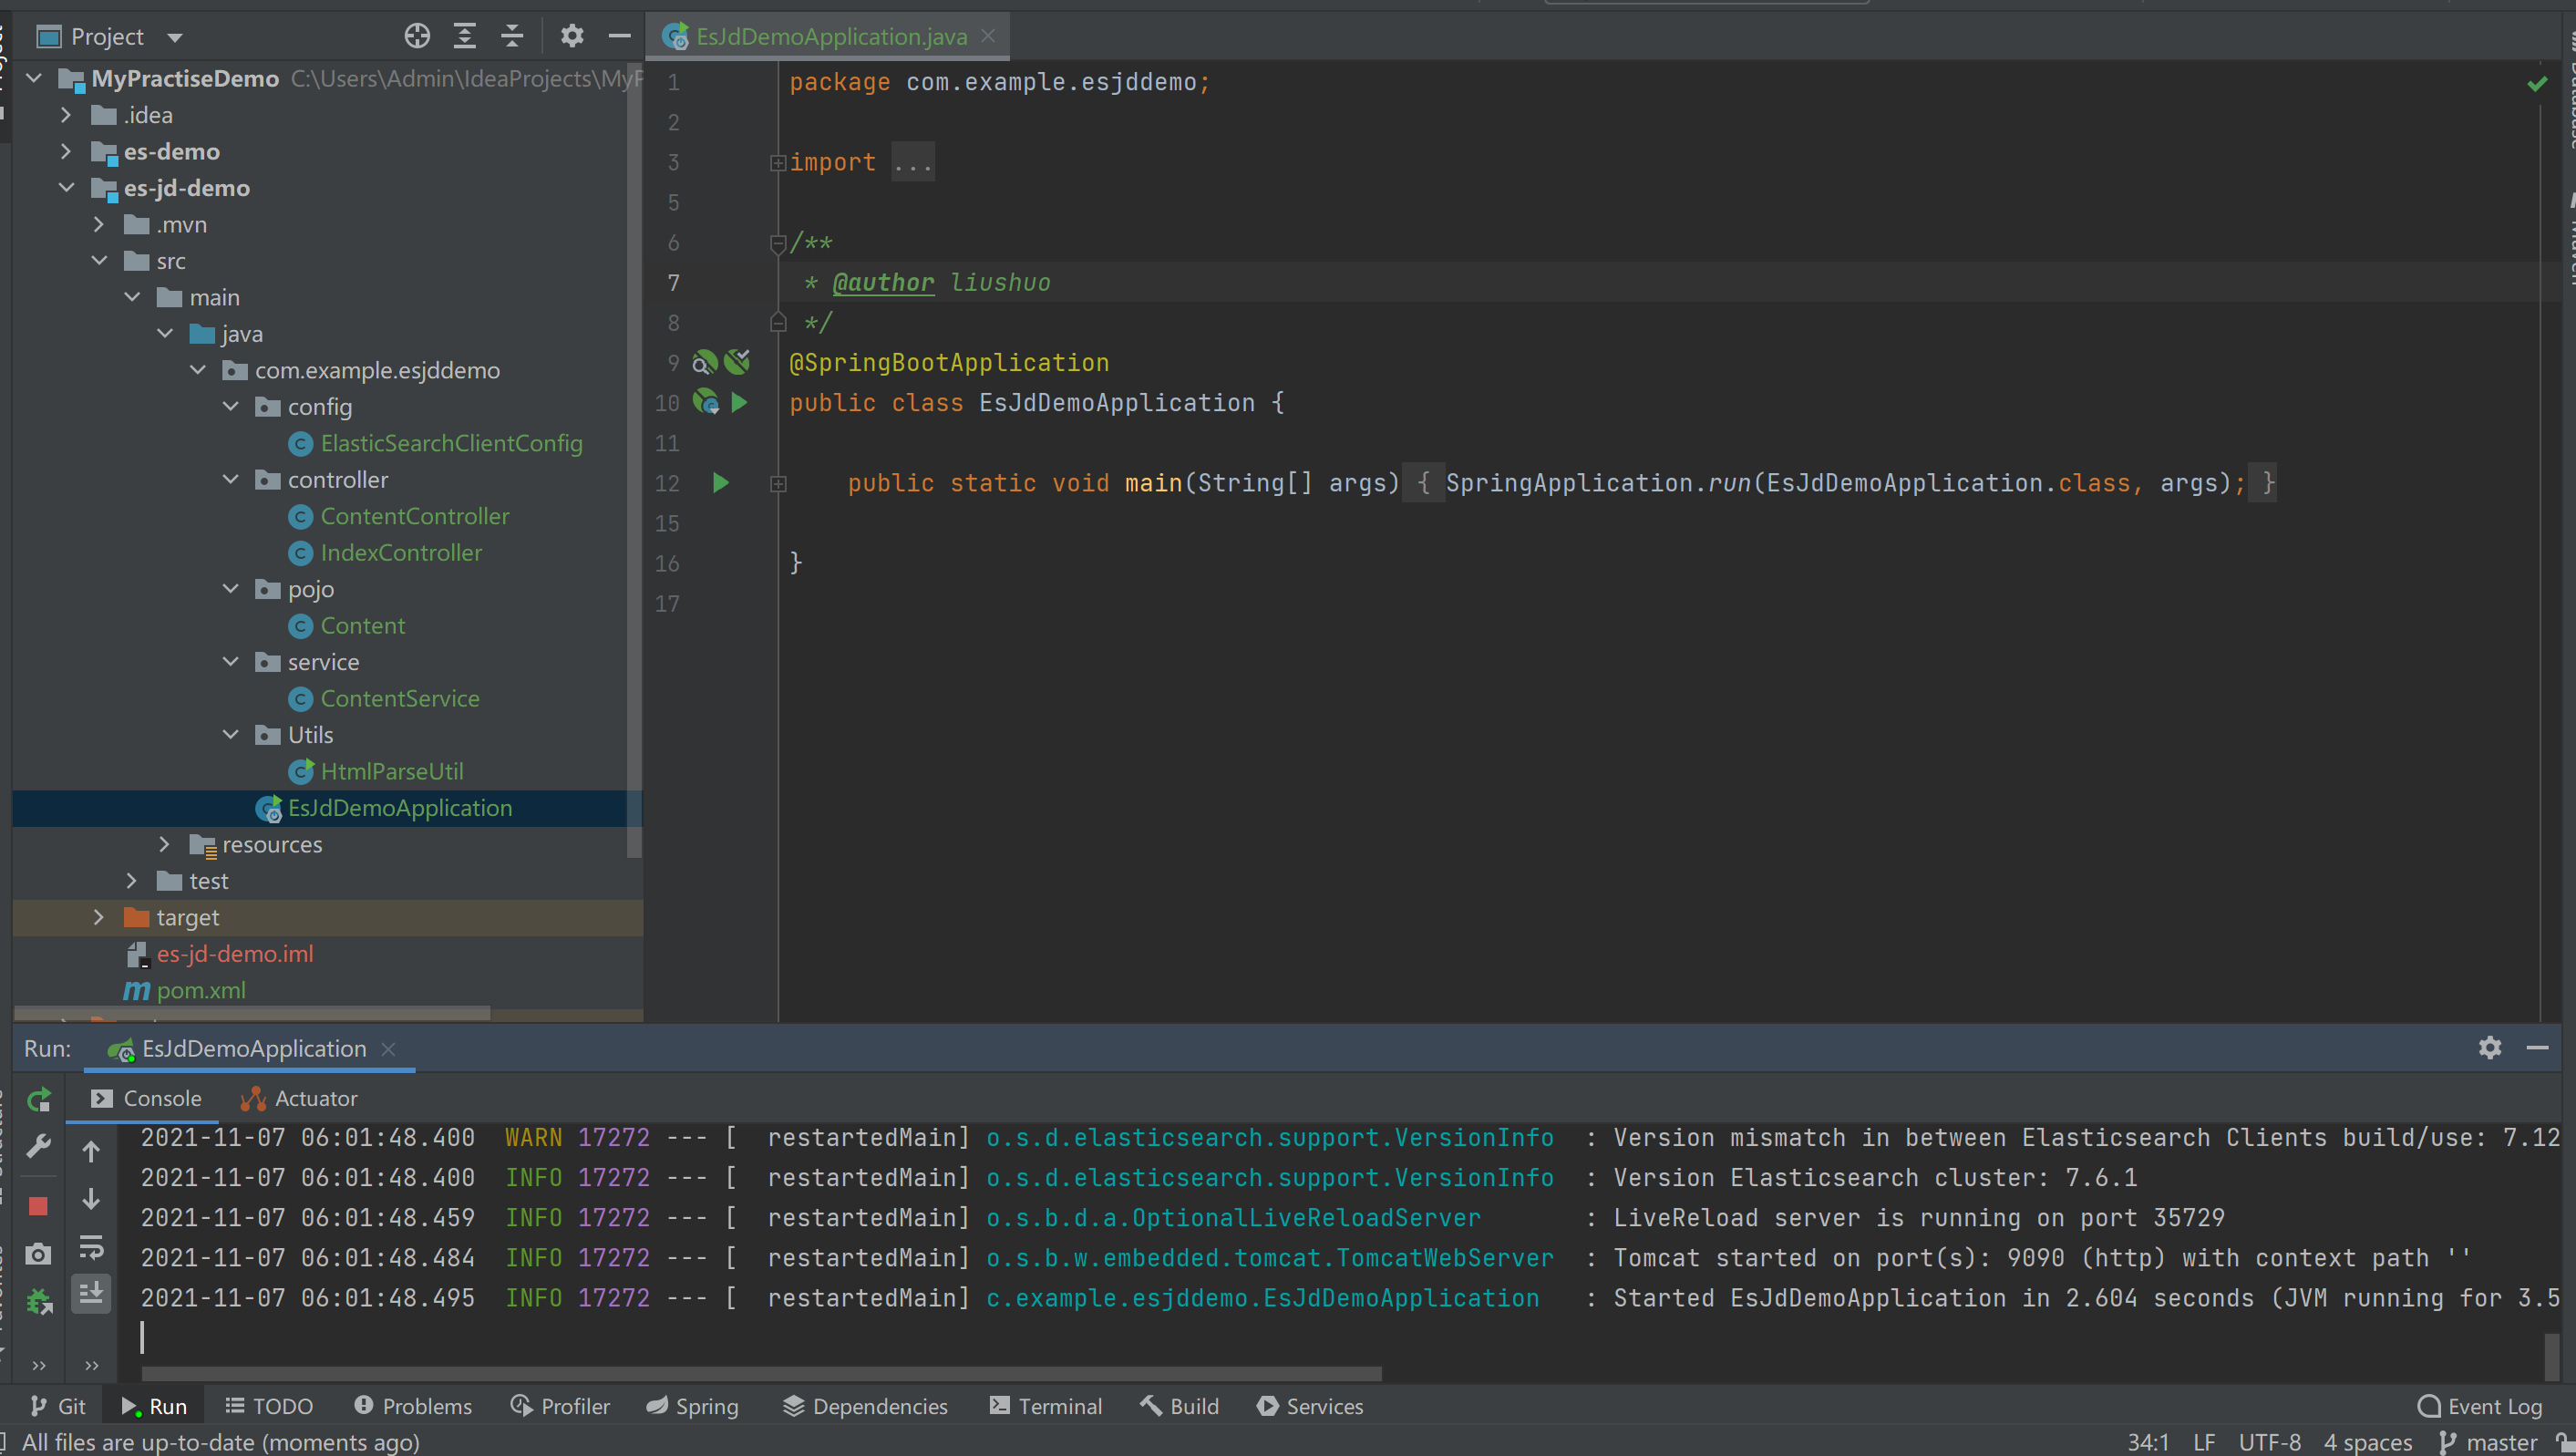 Project
MyPractiseDemo C:\Users\Admin\IdeaProjects\MyP
.idea
es-demo
es-jd-demo
.mvn
src
main
java
com.example.esjddemo
config
ElasticSearchClientConfig
controller
ContentController
IndexController
pojo
Content
service
ContentService
Utils
HtmlParseUtil
EsJdDemoApplication
resources
test
target
es-jd-demo.iml
pom.xml
EsJdDemoApplication.java
1 package com.example.esjddemo;
2
3 import ...
5
6 /**
7 * @author liushuo
8 */
9 @SpringBootApplication
10 public class EsJdDemoApplication {
11
12 public static void main(String[] args) { SpringApplication.run(EsJdDemoApplication.class, args); }
15
16 }
17
Database
Maven
Run: EsJdDemoApplication
Console Actuator
2021-11-07 06:01:48.400 WARN 17272 --- [ restartedMain] o.s.d.elasticsearch.support.VersionInfo : Version mismatch in between Elasticsearch Clients build/use: 7.12
2021-11-07 06:01:48.400 INFO 17272 --- [ restartedMain] o.s.d.elasticsearch.support.VersionInfo : Version Elasticsearch cluster: 7.6.1
2021-11-07 06:01:48.459 INFO 17272 --- [ restartedMain] o.s.b.d.a.OptionalLiveReloadServer : LiveReload server is running on port 35729
2021-11-07 06:01:48.484 INFO 17272 --- [ restartedMain] o.s.b.w.embedded.tomcat.TomcatWebServer : Tomcat started on port(s): 9090 (http) with context path ''
2021-11-07 06:01:48.495 INFO 17272 --- [ restartedMain] c.example.esjddemo.EsJdDemoApplication : Started EsJdDemoApplication in 2.604 seconds (JVM running for 3.5
Git Run TODO Problems Profiler Spring Dependencies Terminal Build Services Event Log
All files are up-to-date (moments ago) 34:1 LF UTF-8 4 spaces master